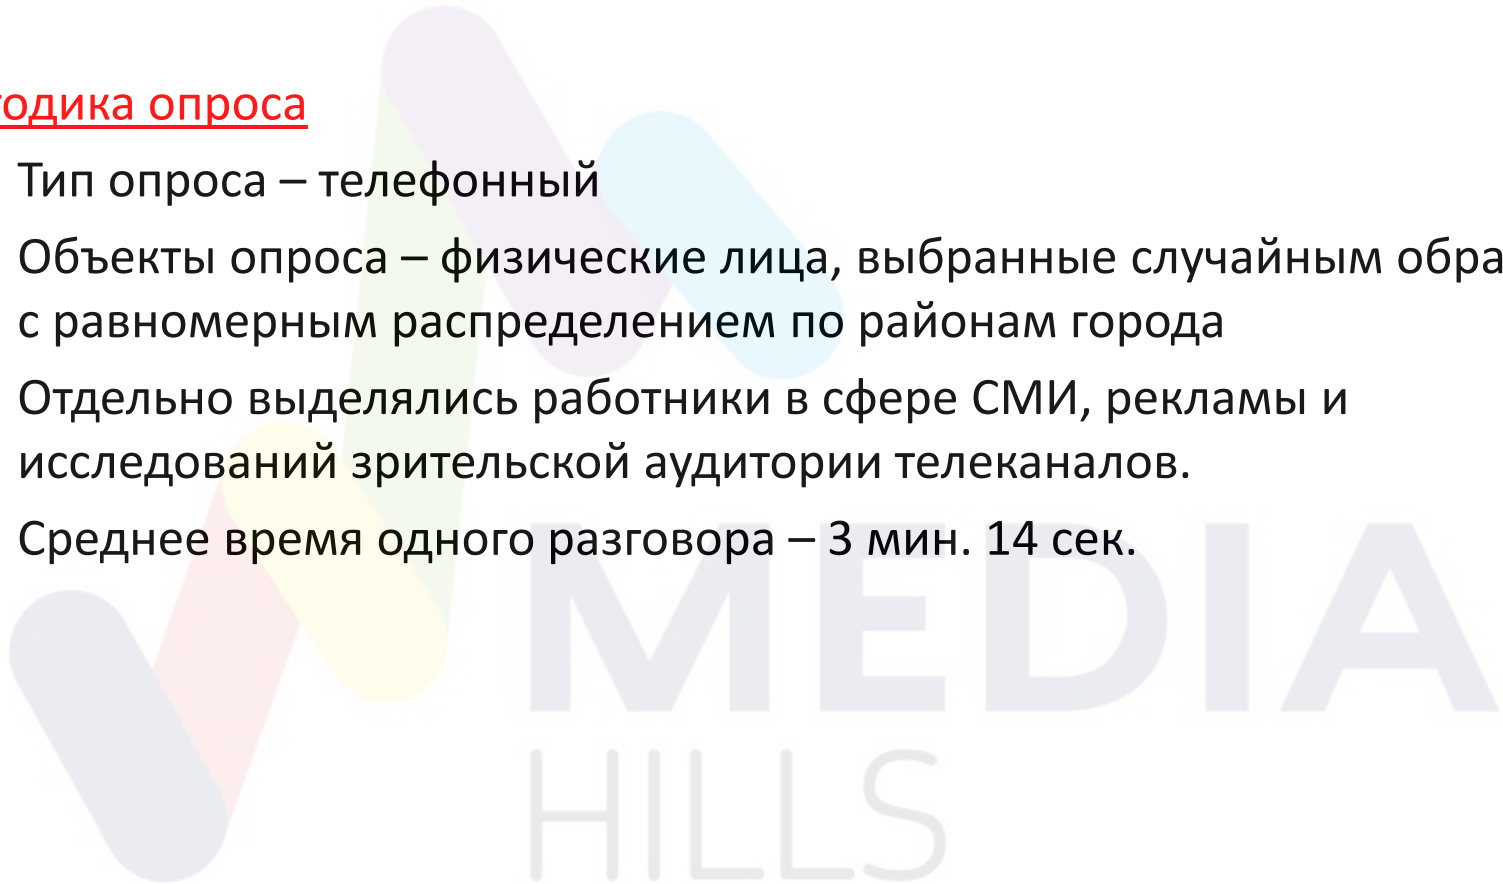 тодика опроса
Тип опроса – телефонный
Объекты опроса – физические лица, выбранные случайным обра
с равномерным распределением по районам города
Отдельно выделялись работники в сфере СМИ, рекламы и
исследований зрительской аудитории телеканалов.
Среднее время одного разговора – 3 мин. 14 сек.
MEDIA
HILLS